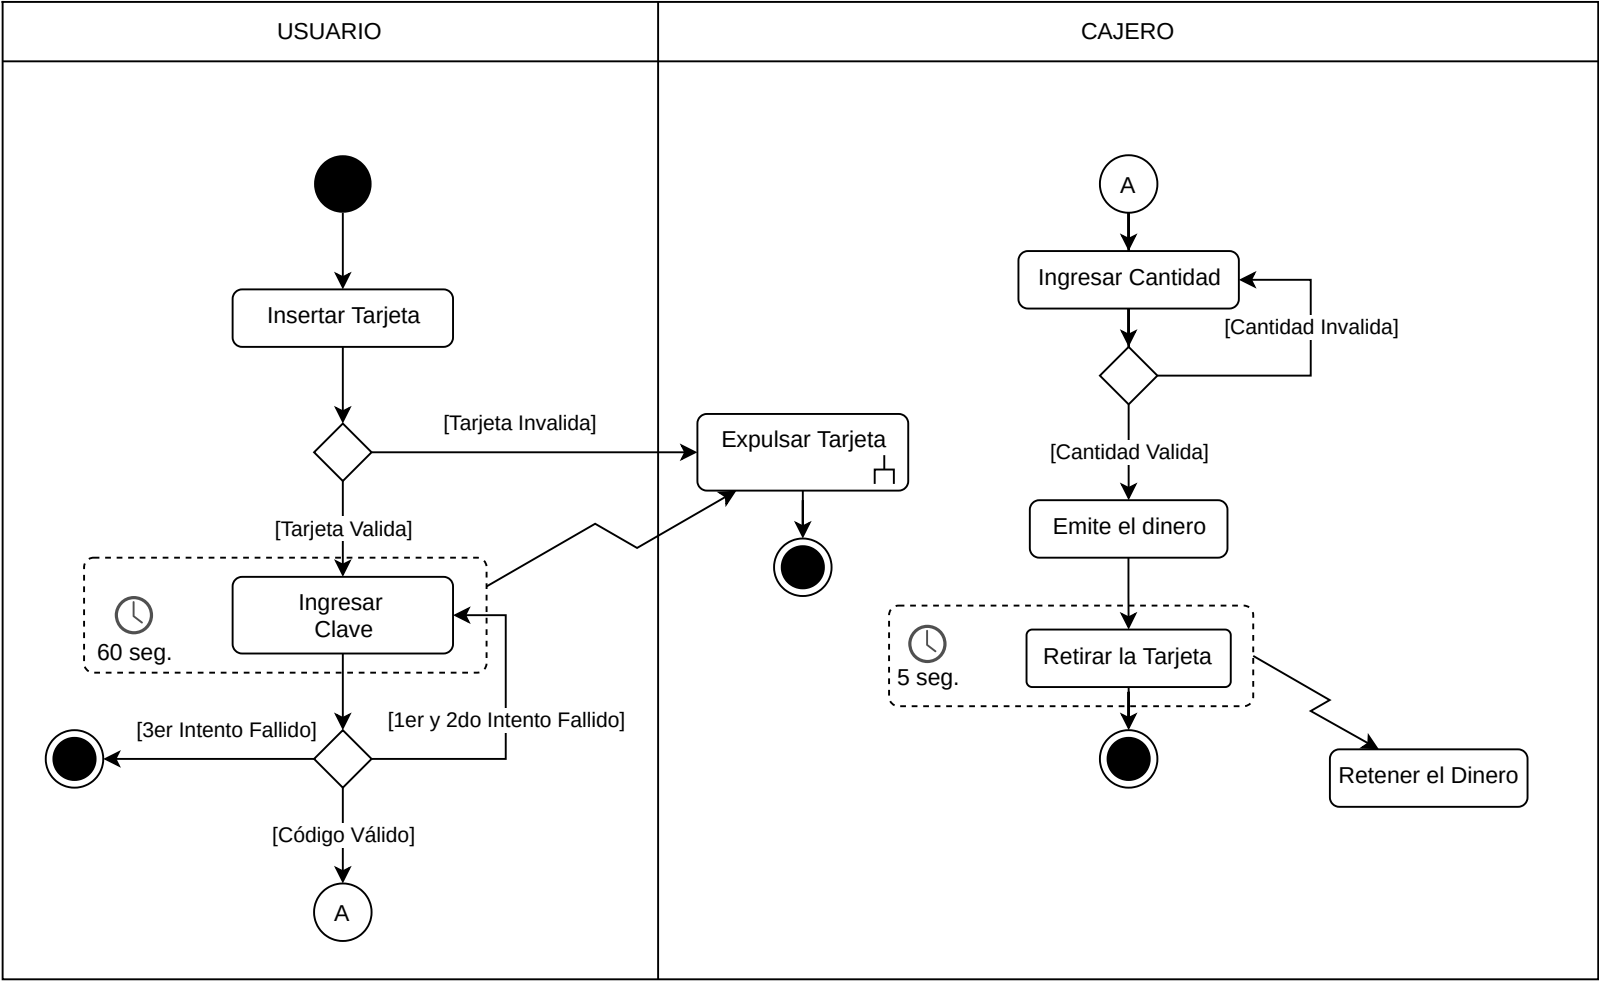 USUARIO
CAJERO
A
Ingresar Cantidad
Insertar Tarjeta
[Cantidad Invalida]
[Tarjeta Invalida]
Expulsar Tarjeta
[Cantidad Valida]
[Tarjeta Valida]
Emite el dinero
Ingresar
Clave
60 seg.
Retirar la Tarjeta
5 seg.
[3er Intento Fallido]
[1er y 2do Intento Fallido]
Retener el Dinero
[Código Válido]
A